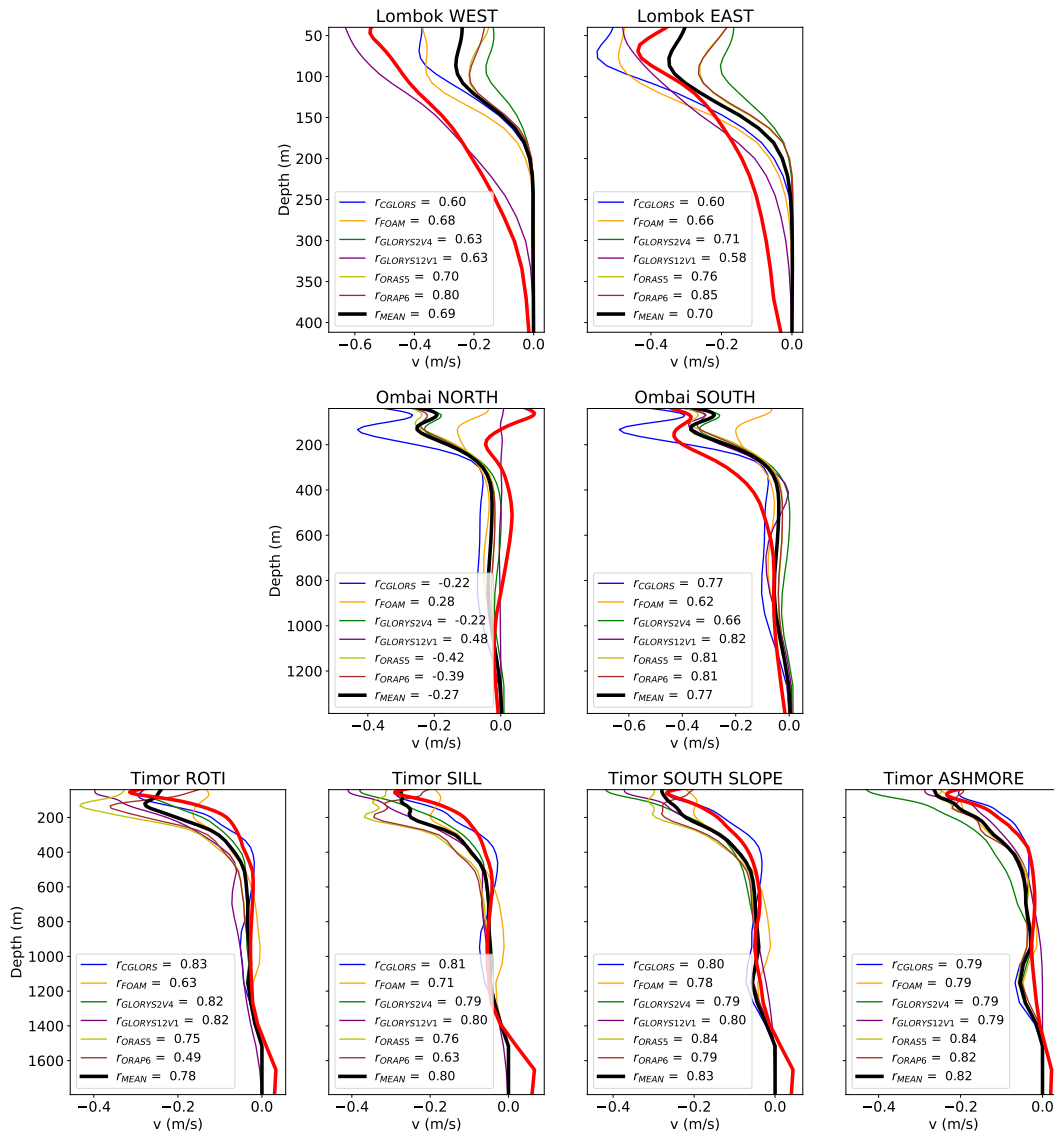 Lombok WEST
Lombok EAST
50
100
150
200
250
300
350
400
Depth (m)
r_CGLORS = 0.60
r_FOAM = 0.68
r_GLORYS2V4 = 0.63
r_GLORYS12V1 = 0.63
r_ORAS5 = 0.70
r_ORAP6 = 0.80
r_MEAN = 0.69
r_CGLORS = 0.60
r_FOAM = 0.66
r_GLORYS2V4 = 0.71
r_GLORYS12V1 = 0.58
r_ORAS5 = 0.76
r_ORAP6 = 0.85
r_MEAN = 0.70
−0.6 −0.4 −0.2 0.0
v (m/s)
−0.4 −0.2 0.0
v (m/s)
Ombai NORTH
Ombai SOUTH
200
400
600
800
1000
1200
Depth (m)
r_CGLORS = -0.22
r_FOAM = 0.28
r_GLORYS2V4 = -0.22
r_GLORYS12V1 = 0.48
r_ORAS5 = -0.42
r_ORAP6 = -0.39
r_MEAN = -0.27
r_CGLORS = 0.77
r_FOAM = 0.62
r_GLORYS2V4 = 0.66
r_GLORYS12V1 = 0.82
r_ORAS5 = 0.81
r_ORAP6 = 0.81
r_MEAN = 0.77
−0.4 −0.2 0.0
v (m/s)
−0.6 −0.4 −0.2 0.0
v (m/s)
Timor ROTI
Timor SILL
Timor SOUTH SLOPE
Timor ASHMORE
200
400
600
800
1000
1200
1400
1600
Depth (m)
r_CGLORS = 0.83
r_FOAM = 0.63
r_GLORYS2V4 = 0.82
r_GLORYS12V1 = 0.82
r_ORAS5 = 0.75
r_ORAP6 = 0.49
r_MEAN = 0.78
r_CGLORS = 0.81
r_FOAM = 0.71
r_GLORYS2V4 = 0.79
r_GLORYS12V1 = 0.80
r_ORAS5 = 0.76
r_ORAP6 = 0.63
r_MEAN = 0.80
r_CGLORS = 0.80
r_FOAM = 0.78
r_GLORYS2V4 = 0.79
r_GLORYS12V1 = 0.80
r_ORAS5 = 0.84
r_ORAP6 = 0.79
r_MEAN = 0.83
r_CGLORS = 0.79
r_FOAM = 0.79
r_GLORYS2V4 = 0.79
r_GLORYS12V1 = 0.79
r_ORAS5 = 0.84
r_ORAP6 = 0.82
r_MEAN = 0.82
−0.4 −0.2 0.0
v (m/s)
−0.4 −0.2 0.0
v (m/s)
−0.4 −0.2 0.0
v (m/s)
−0.4 −0.2 0.0
v (m/s)